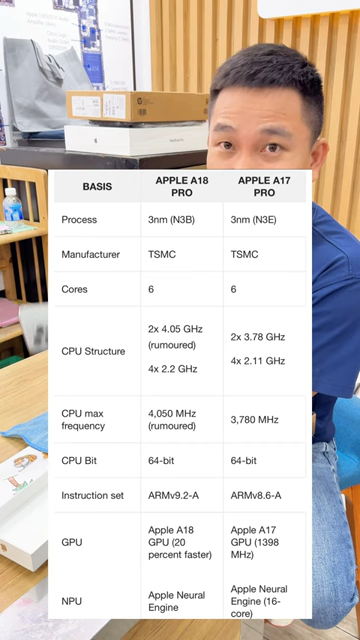 Apple
BASIS
APPLE A18
PRO
APPLE A17
PRO
Process
3nm (N3B)
3nm (N3E)
Manufacturer
TSMC
TSMC
Cores
6
6
CPU Structure
2x 4.05 GHz
(rumoured)
4x 2.2 GHz
2x 3.78 GHz
4x 2.11 GHz
CPU max
frequency
4,050 MHz
(rumoured)
3,780 MHz
CPU Bit
64-bit
64-bit
Instruction set
ARMv9.2-A
ARMv8.6-A
GPU
Apple A18
GPU (20
percent faster)
Apple A17
GPU (1398
MHz)
NPU
Apple Neural
Engine
Apple Neural
Engine (16-
core)